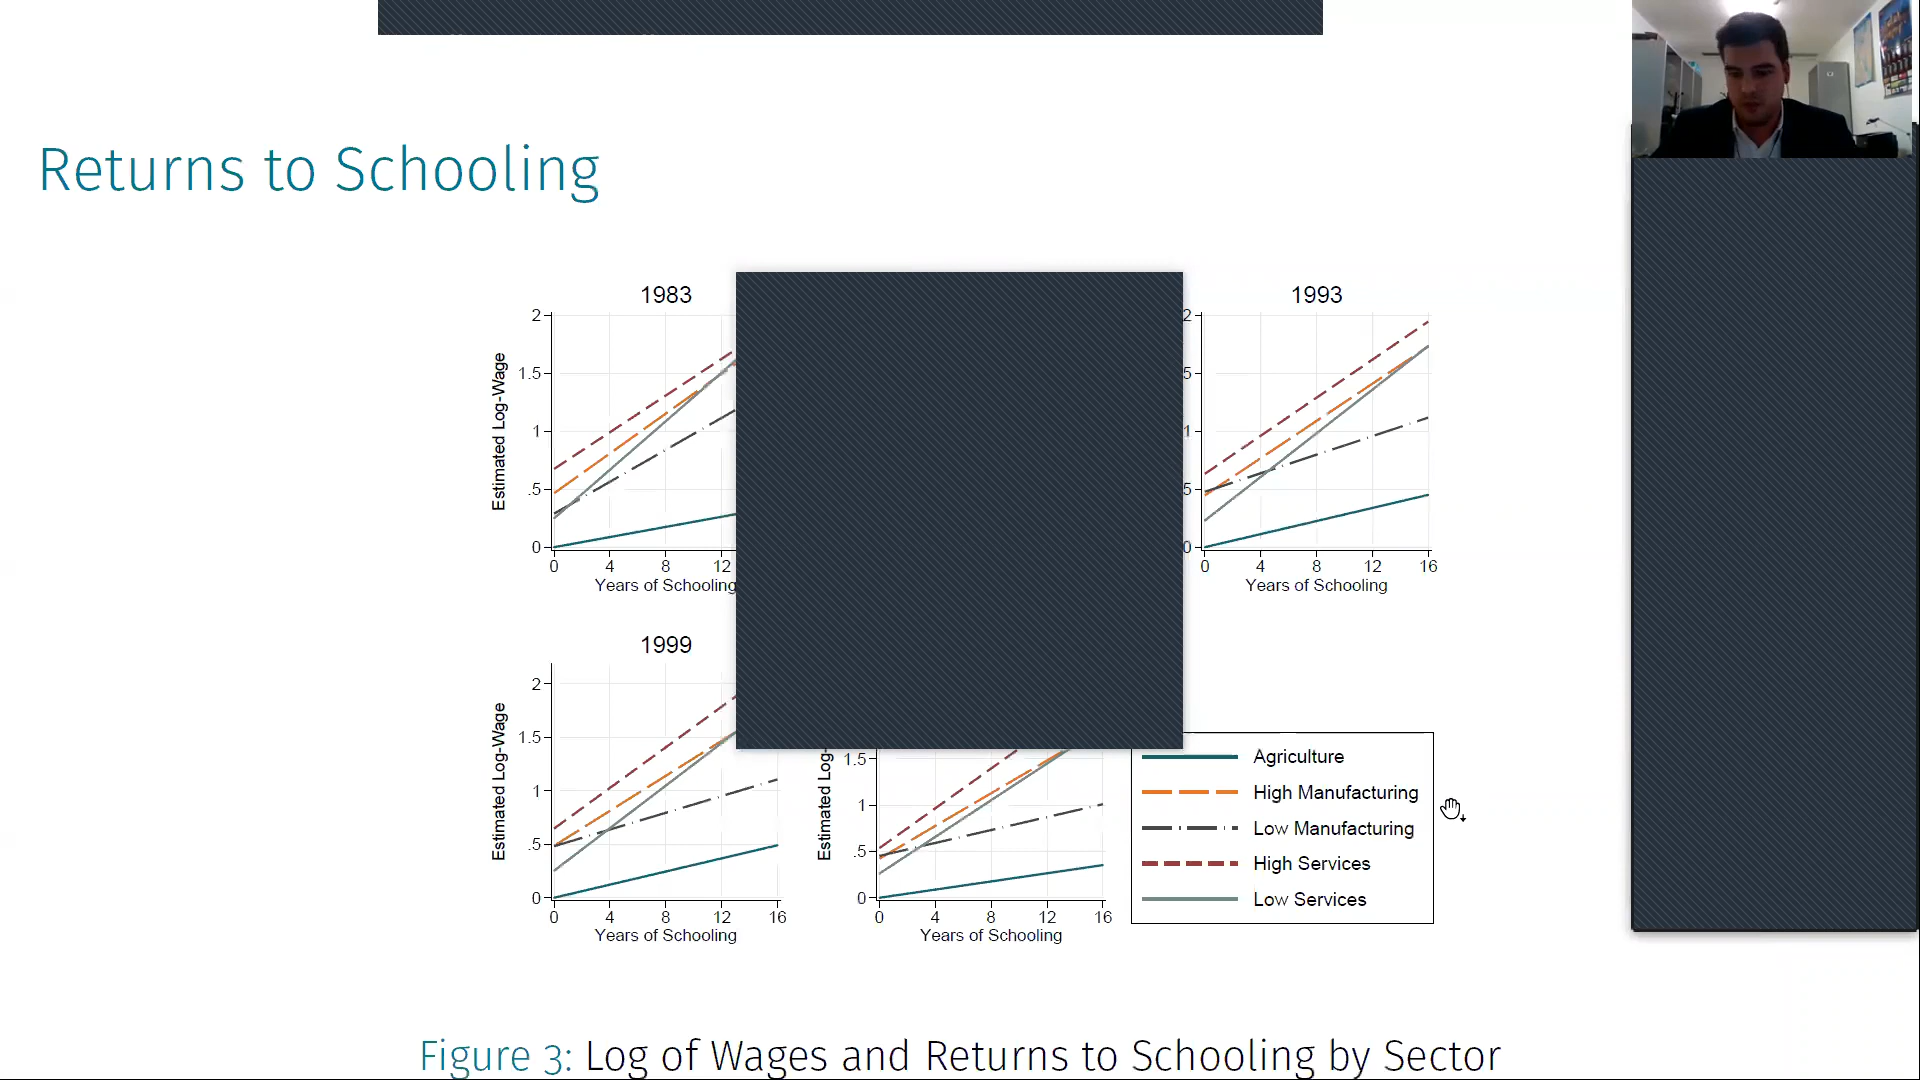 Returns to Schooling
1983
1993
2
1.5
1
.5
0
Estimated Log-Wage
0 4 8 12
Years of Schooling
2
5
1
5
0
0 4 8 12 16
Years of Schooling
1999
2
1.5
1
.5
0
Estimated Log-Wage
0 4 8 12 16
Years of Schooling
1.5
1
.5
0
Estimated Log-
0 4 8 12 16
Years of Schooling
Agriculture
High Manufacturing
Low Manufacturing
High Services
Low Services
Figure 3: Log of Wages and Returns to Schooling by Sector